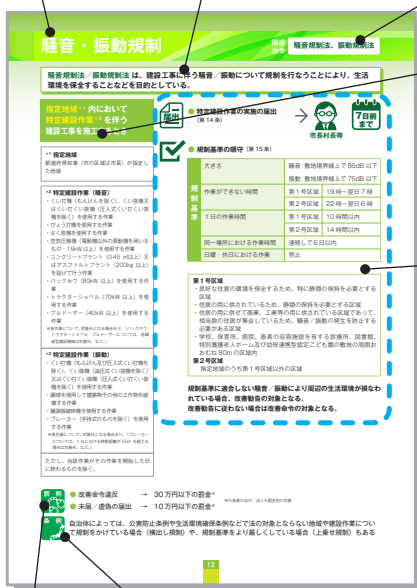 騒音・振動規制
関連法令
騒音規制法、振動規制法
騒音規制法／振動規制法 は、建設工事に伴う騒音／振動について規制を行なうことにより、生活
環境を保全することなどを目的としている。
指定地域*¹ 内において
特定建設作業*² を伴う
建設工事を施工するとき
*¹ 指定地域
都道府県知事（市の区域は市長）が指定し
た地域
*² 特定建設作業（騒音）
・くい打機（もんけんを除く）、くい抜機又
はくい打くい抜機（圧入式くい打くい抜
機を除く）を使用する作業
・びょう打機を使用する作業
・さく岩機を使用する作業
・空気圧縮機（電動機以外の原動機を用いる
もの・15kW 以上）を使用する作業
・コンクリートプラント（0.45 ㎥以上）又
はアスファルトプラント（200kg 以上）
を設けて行う作業
・バックホウ（80kW 以上）を使用する作
業
・トラクターショベル（70kW 以上）を使
用する作業
・ブルドーザー（40kW 以上）を使用する
作業
*² 特定建設作業（振動）
・くい打機（もんけん及び圧入式くい打機を
除く）、くい抜機（油圧式くい抜機を除く）
又はくい打くい抜機（圧入式くい打くい抜
機を除く）を使用する作業
・鋼球を使用して建築物その他の工作物を破
壊する作業
・舗装版破砕機を使用する作業
・ブレーカー（手持式のものを除く）を使用
する作業
ただし、当該作業がその作業を開始した日
に終わるものを除く。
届出
● 特定建設作業の実施の届出
（第 14 条）
市長村長等
7日前
まで
● 規制基準の順守（第 15 条）
規制基準
大きさ
騒音：敷地境界線上で 85dB 以下
振動：敷地境界線上で 75dB 以下
作業ができない時間
第 1 号区域 19 時～翌日 7 時
第 2 号区域 22 時～翌日 6 時
1 日の作業時間
第 1 号区域 10 時間以内
第 2 号区域 14 時間以内
同一場所における作業時間
連続して 6 日以内
日曜・休日における作業
禁止
第 1 号区域
・良好な住居の環境を保全するため、特に静穏の保持を必要とする
区域
・住居の用に供されているため、静穏の保持を必要とする区域
・住居の用に併せて商業、工業等の用に供されている区域であって、
相当数の住居が集合しているため、騒音／振動の発生を防止する
必要がある区域
・学校、保育所、病院、患者の収容施設を有する診療所、図書館、
特別養護老人ホーム及び幼保連携型認定こども園の敷地の周囲お
おむね 80m の区域内
第 2 号区域
指定地域のうち第 1 号区域以外の区域
規制基準に適合しない騒音／振動により周辺の生活環境が損なわ
れている場合、改善勧告の対象となる。
改善勧告に従わない場合は改善命令の対象となる。
罰則
● 改善命令違反 → 30 万円以下の罰金※
● 未届／虚偽の届出 → 10 万円以下の罰金※
条例
自治体によっては、公害防止条例や生活環境確保条例などで法の対象とならない地域や建設作業につい
て規制をかけている場合（横出し規制）や、規制基準をより厳しくしている場合（上乗せ規制）もある
12